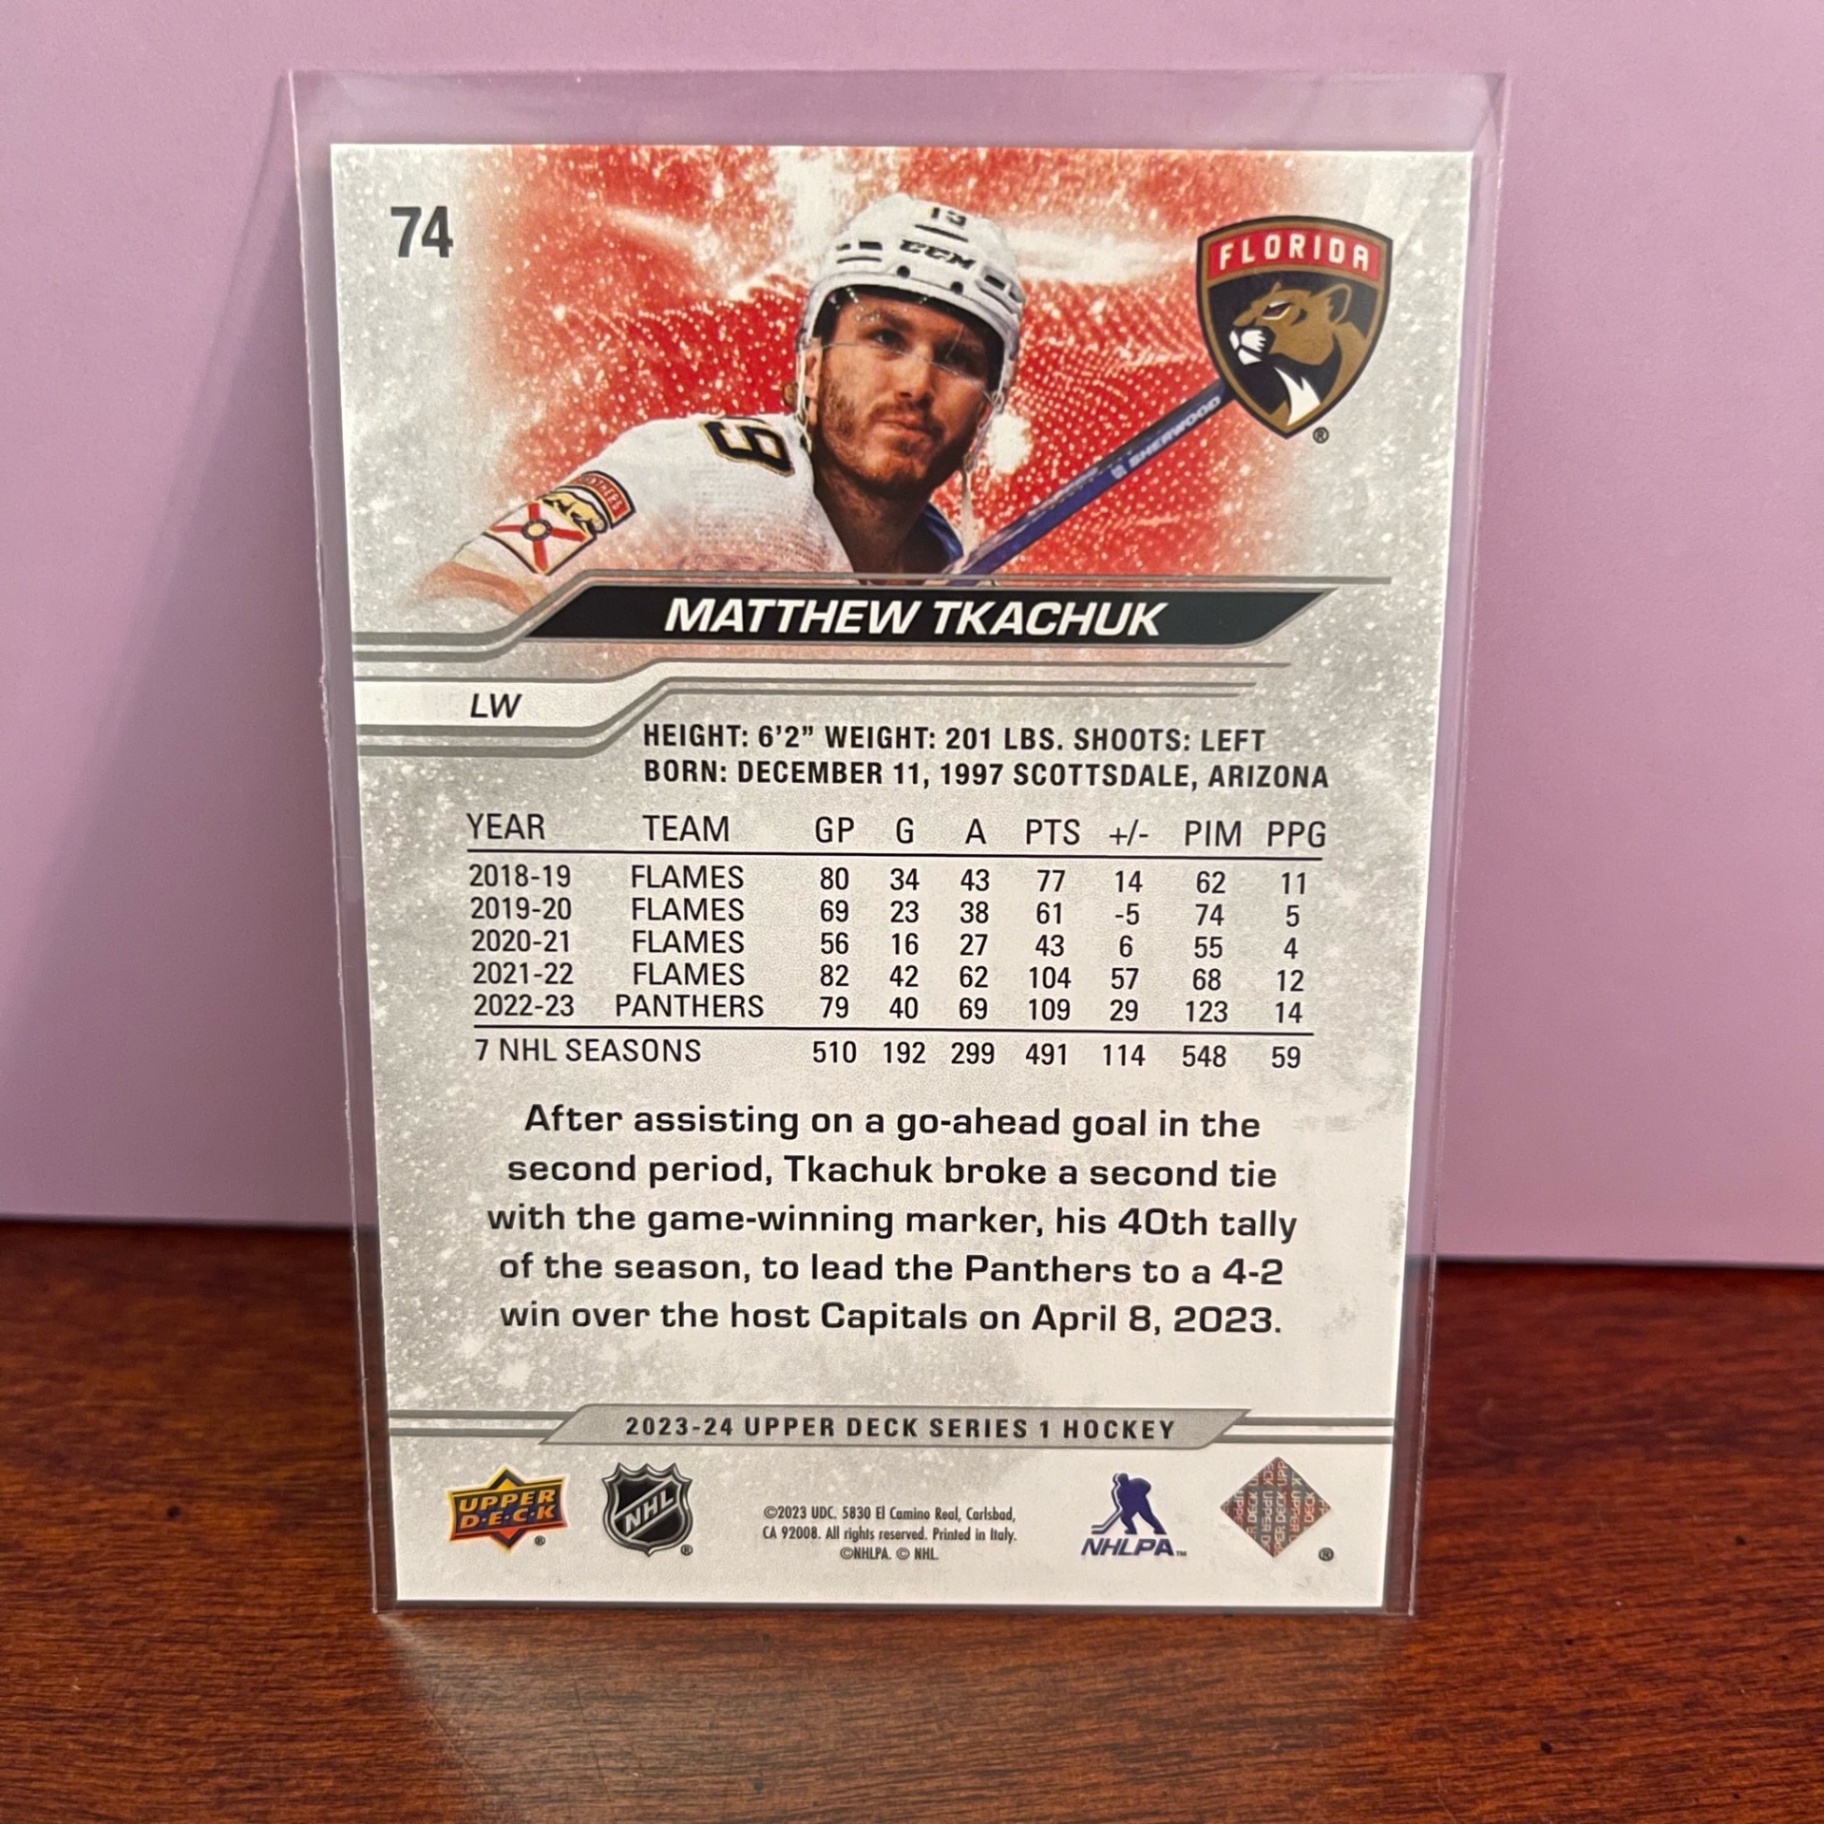 74
19
CCM
FLORIDA
®
SHERWOOD
9
MATTHEW TKACHUK
LW
HEIGHT: 6'2" WEIGHT: 201 LBS. SHOOTS: LEFT
BORN: DECEMBER 11, 1997 SCOTTSDALE, ARIZONA
YEAR TEAM GP G A PTS +/- PIM PPG
2018-19 FLAMES 80 34 43 77 14 62 11
2019-20 FLAMES 69 23 38 61 -5 74 5
2020-21 FLAMES 56 16 27 43 6 55 4
2021-22 FLAMES 82 42 62 104 57 68 12
2022-23 PANTHERS 79 40 69 109 29 123 14
7 NHL SEASONS 510 192 299 491 114 548 59
After assisting on a go-ahead goal in the
second period, Tkachuk broke a second tie
with the game-winning marker, his 40th tally
of the season, to lead the Panthers to a 4-2
win over the host Capitals on April 8, 2023.
2023-24 UPPER DECK SERIES 1 HOCKEY
UPPER
D·E·C·K ®
NHL ®
©2023 UDC. 5830 El Camino Real, Carlsbad,
CA 92008. All rights reserved. Printed in Italy.
©NHLPA. © NHL.
NHLPA™
UPPER DECK
®